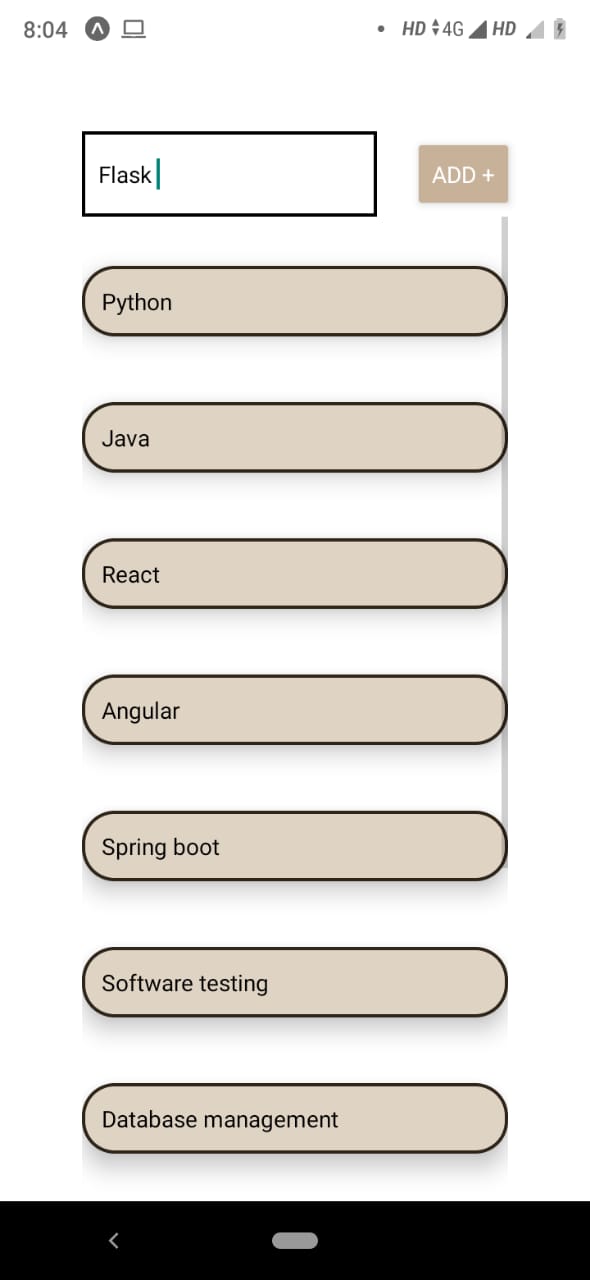 8:04
HD 4G HD
Flask
ADD +
Python
Java
React
Angular
Spring boot
Software testing
Database management